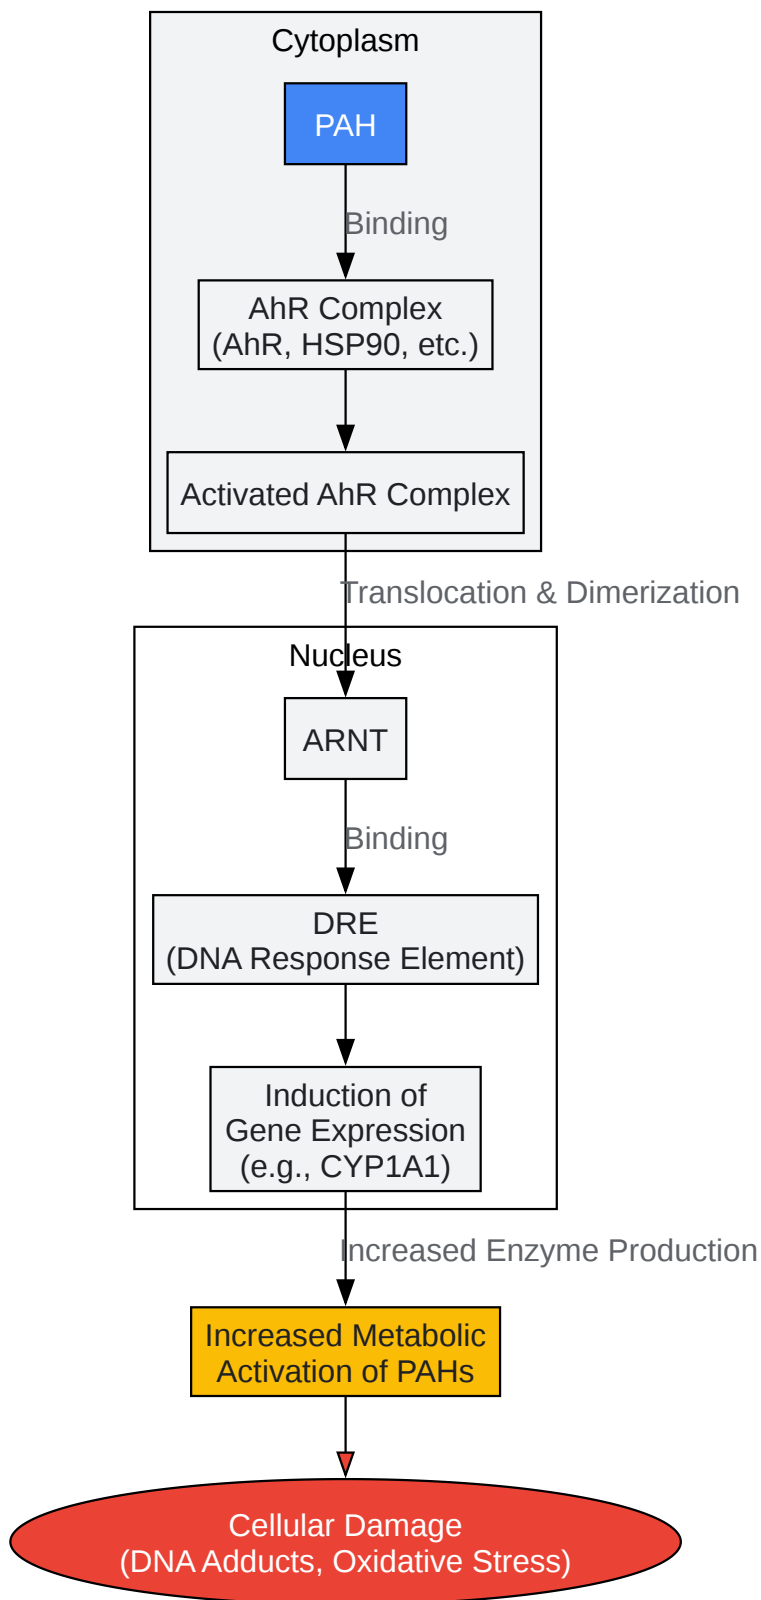 Cytoplasm
PAH
Binding
AhR Complex
(AhR, HSP90, etc.)
Activated AhR Complex
Translocation & Dimerization
Nucleus
ARNT
Binding
DRE
(DNA Response Element)
Induction of
Gene Expression
(e.g., CYP1A1)
Increased Enzyme Production
Increased Metabolic
Activation of PAHs
Cellular Damage
(DNA Adducts, Oxidative Stress)